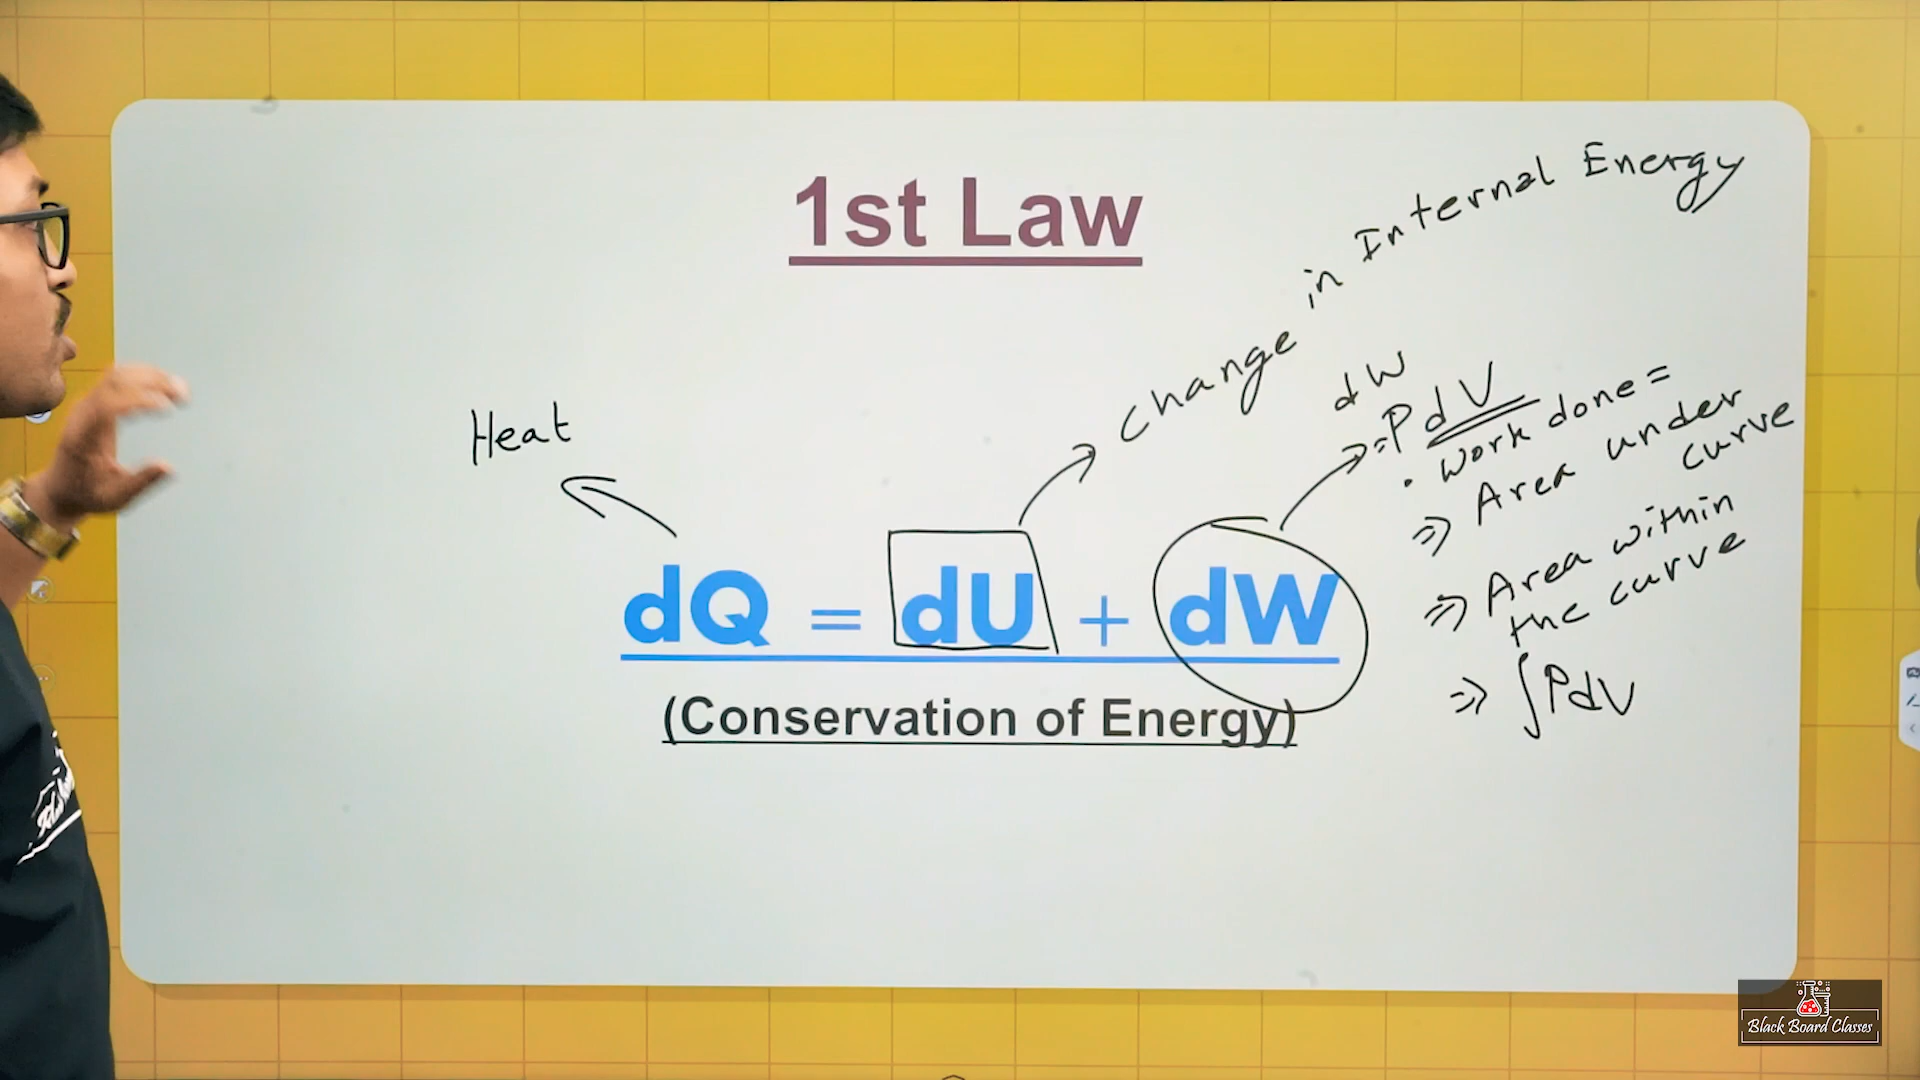 1st Law
Change in Internal Energy
Heat
dW
=PdV
. Work done =
⇒ Area under
curve
⇒ Area within
the curve
⇒ ∫PdV
dQ = dU + dW
(Conservation of Energy)
Black Board Classes